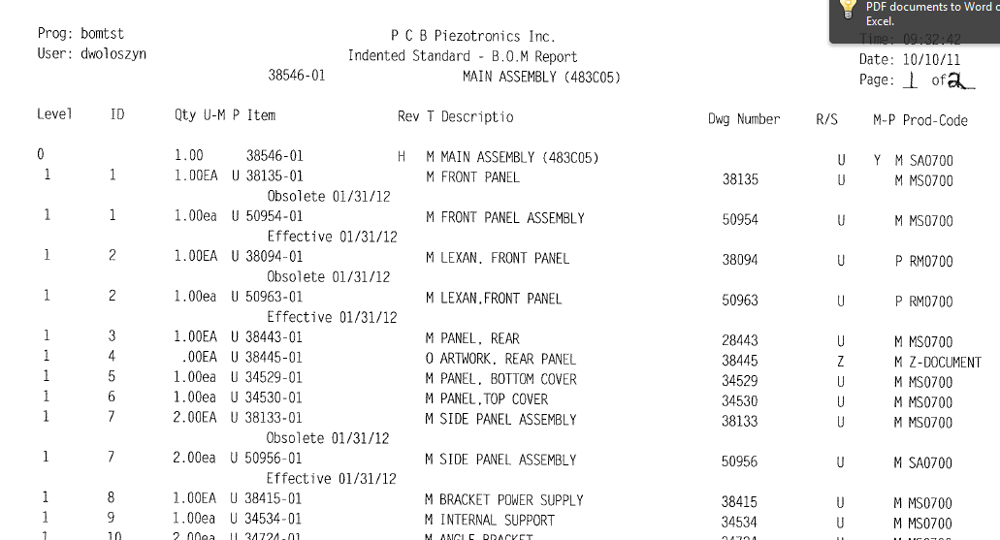 PDF documents to Word o
Excel.
Prog: bomtst P C B Piezotronics Inc. Time: 09:32:42
User: dwoloszyn Indented Standard - B.O.M Report Date: 10/10/11
38546-01 MAIN ASSEMBLY (483C05) Page: 1 of 2
Level ID Qty U-M P Item Rev T Descriptio Dwg Number R/S M-P Prod-Code
0 1.00 38546-01 H M MAIN ASSEMBLY (483C05) U Y M SA0700
1 1 1.00EA U 38135-01 M FRONT PANEL 38135 U M MS0700
Obsolete 01/31/12
1 1 1.00ea U 50954-01 M FRONT PANEL ASSEMBLY 50954 U M MS0700
Effective 01/31/12
1 2 1.00EA U 38094-01 M LEXAN, FRONT PANEL 38094 U P RM0700
Obsolete 01/31/12
1 2 1.00ea U 50963-01 M LEXAN,FRONT PANEL 50963 U P RM0700
Effective 01/31/12
1 3 1.00EA U 38443-01 M PANEL, REAR 28443 U M MS0700
1 4 .00EA U 38445-01 O ARTWORK, REAR PANEL 38445 Z M Z-DOCUMENT
1 5 1.00ea U 34529-01 M PANEL, BOTTOM COVER 34529 U M MS0700
1 6 1.00ea U 34530-01 M PANEL,TOP COVER 34530 U M MS0700
1 7 2.00EA U 38133-01 M SIDE PANEL ASSEMBLY 38133 U M MS0700
Obsolete 01/31/12
1 7 2.00ea U 50956-01 M SIDE PANEL ASSEMBLY 50956 U M SA0700
Effective 01/31/12
1 8 1.00EA U 38415-01 M BRACKET POWER SUPPLY 38415 U M MS0700
1 9 1.00ea U 34534-01 M INTERNAL SUPPORT 34534 U M MS0700
1 10 2.00ea U 34724-01 M ANGLE BRACKET 34724 U M MS0700